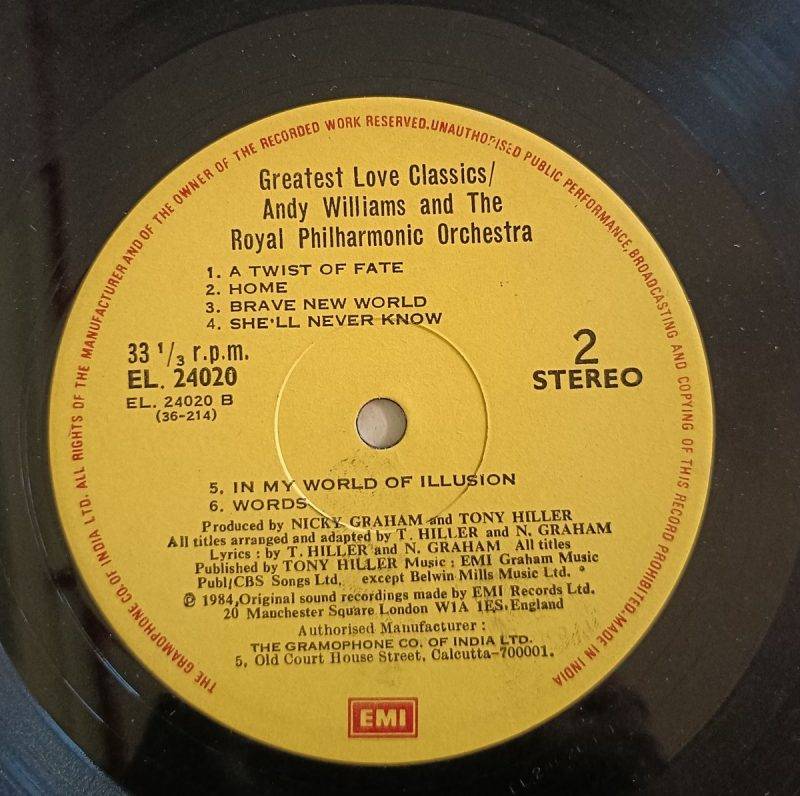 THE GRAMOPHONE CO. OF INDIA LTD. ALL RIGHTS OF THE MANUFACTURER AND OF THE OWNER OF THE RECORDED WORK RESERVED. UNAUTHORISED PUBLIC PERFORMANCE, BROADCASTING AND COPYING OF THIS RECORD PROHIBITED. MADE IN INDIA
Greatest Love Classics/
Andy Williams and The
Royal Philharmonic Orchestra
1. A TWIST OF FATE
2. HOME
3. BRAVE NEW WORLD
4. SHE'LL NEVER KNOW
33 1/3 r.p.m.
EL. 24020
EL. 24020 B
(36-214)
2
STEREO
5. IN MY WORLD OF ILLUSION
6. WORDS
Produced by NICKY GRAHAM and TONY HILLER
All titles arranged and adapted by T. HILLER and N. GRAHAM
Lyrics : by T. HILLER and N. GRAHAM All titles
Published by TONY HILLER Music : EMI Graham Music
Publ/CBS Songs Ltd. except Belwin Mills Music Ltd. *
℗ 1984, Original sound recordings made by EMI Records Ltd.
20 Manchester Square London W1A 1ES. England
Authorised Manufacturer :
THE GRAMOPHONE CO. OF INDIA LTD.
5, Old Court House Street, Calcutta-700001.
EMI